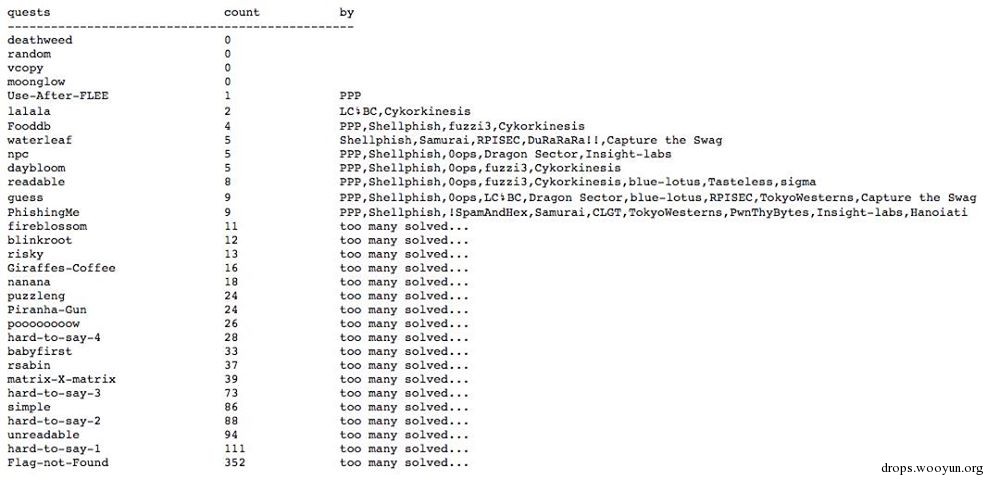 quests count by
--------------------------------------------------
deathweed 0
random 0
vcopy 0
moonglow 0
Use-After-FLEE 1 PPP
lalala 2 LC↯BC,Cykorkinesis
Fooddb 4 PPP,Shellphish,fuzzi3,Cykorkinesis
waterleaf 5 Shellphish,Samurai,RPISEC,DuRaRaRa!!,Capture the Swag
npc 5 PPP,Shellphish,0ops,Dragon Sector,Insight-labs
daybloom 5 PPP,Shellphish,0ops,fuzzi3,Cykorkinesis
readable 8 PPP,Shellphish,0ops,fuzzi3,Cykorkinesis,blue-lotus,Tasteless,sigma
guess 9 PPP,Shellphish,0ops,LC↯BC,Dragon Sector,blue-lotus,RPISEC,TokyoWesterns,Capture the Swag
PhishingMe 9 PPP,Shellphish,!SpamAndHex,Samurai,CLGT,TokyoWesterns,PwnThyBytes,Insight-labs,Hanoiati
fireblossom 11 too many solved...
blinkroot 12 too many solved...
risky 13 too many solved...
Giraffes-Coffee 16 too many solved...
nanana 18 too many solved...
puzzleng 24 too many solved...
Piranha-Gun 24 too many solved...
poooooooow 26 too many solved...
hard-to-say-4 28 too many solved...
babyfirst 33 too many solved...
rsabin 37 too many solved...
matrix-X-matrix 39 too many solved...
hard-to-say-3 73 too many solved...
simple 86 too many solved...
hard-to-say-2 88 too many solved...
unreadable 94 too many solved...
hard-to-say-1 111 too many solved...
Flag-not-Found 352 too many solved...
drops.wooyun.org